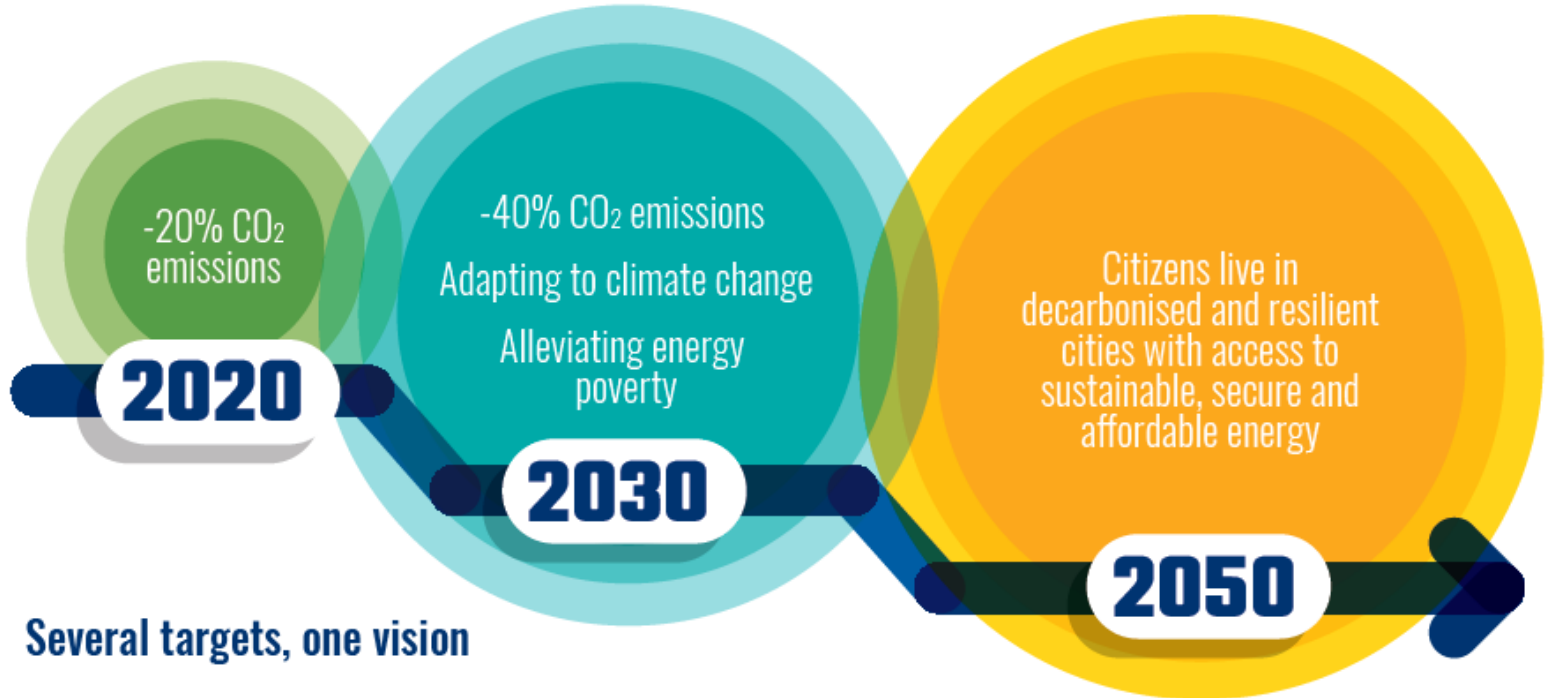 -20% CO₂
emissions
2020
-40% CO₂ emissions
Adapting to climate change
Alleviating energy
poverty
2030
Citizens live in
decarbonised and resilient
cities with access to
sustainable, secure and
affordable energy
2050
Several targets, one vision